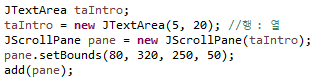 JTextArea taIntro;
taIntro = new JTextArea(5, 20); //행 : 열
JScrollPane pane = new JScrollPane(taIntro);
pane.setBounds(80, 320, 250, 50);
add(pane);